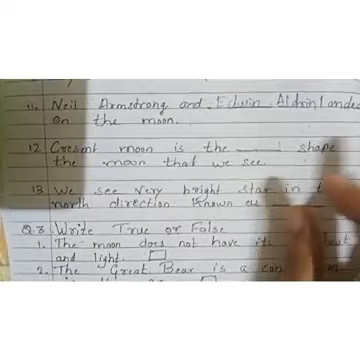 11. Neil Armstrong and Edwin Aldrin landed
on the moon.
12 Cresent moon is the ______ shape
the moon that we see.
13 We see very bright star in
north direction known as ______
Q.3 Write True or False
1. The moon does not have its
and light.
2. The Great Bear is a